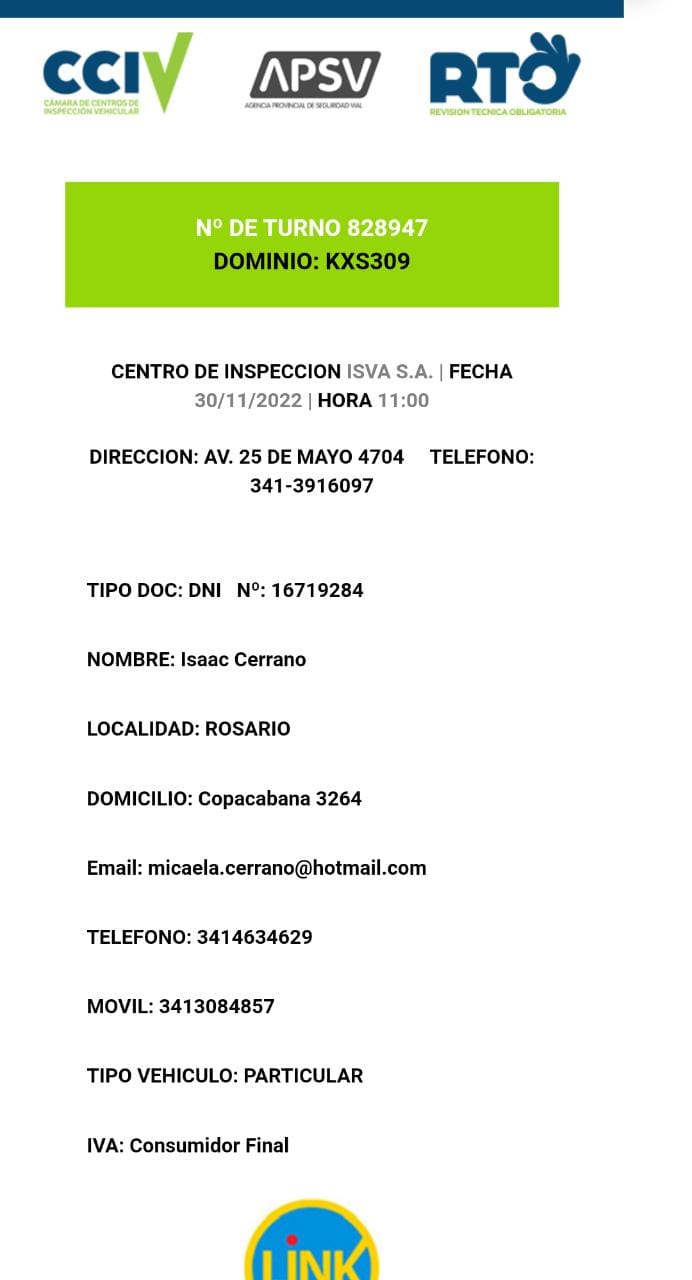 CCIV
CÁMARA DE CENTROS DE
INSPECCIÓN VEHICULAR
APSV
AGENCIA PROVINCIAL DE SEGURIDAD VIAL
RTO
REVISION TECNICA OBLIGATORIA
Nº DE TURNO 828947
DOMINIO: KXS309
CENTRO DE INSPECCION ISVA S.A. | FECHA
30/11/2022 | HORA 11:00
DIRECCION: AV. 25 DE MAYO 4704 TELEFONO:
341-3916097
TIPO DOC: DNI Nº: 16719284
NOMBRE: Isaac Cerrano
LOCALIDAD: ROSARIO
DOMICILIO: Copacabana 3264
Email: micaela.cerrano@hotmail.com
TELEFONO: 3414634629
MOVIL: 3413084857
TIPO VEHICULO: PARTICULAR
IVA: Consumidor Final
LINK